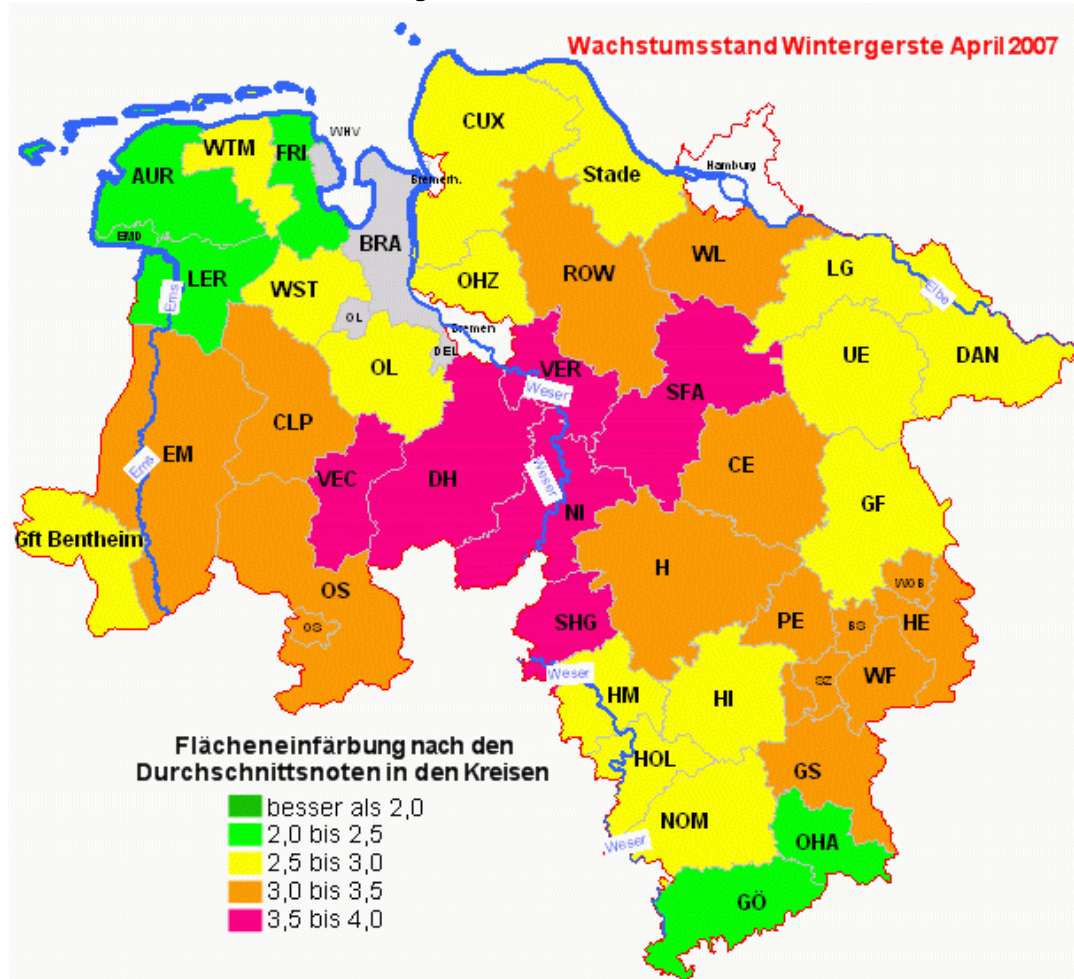 Wachstumsstand Wintergerste April 2007
CUX
WHV
WTM
FRI
AUR
Stade
Hamburg
Bremerh.
EMD
BRA
LER
WST
OHZ
ROW
WL
LG
Elbe
Ems
OL
Bremen
DEL
OL
VER
UE
DAN
Weser
SFA
CLP
EM
Ems
VEC
DH
Weser
CE
NI
GF
Gft Bentheim
H
OS
WOB
OS
SHG
PE
BS
HE
Weser
SZ
WF
HM
HI
HOL
GS
NOM
Weser
OHA
GÖ
Flächeneinfärbung nach den
Durchschnittsnoten in den Kreisen
besser als 2,0
2,0 bis 2,5
2,5 bis 3,0
3,0 bis 3,5
3,5 bis 4,0